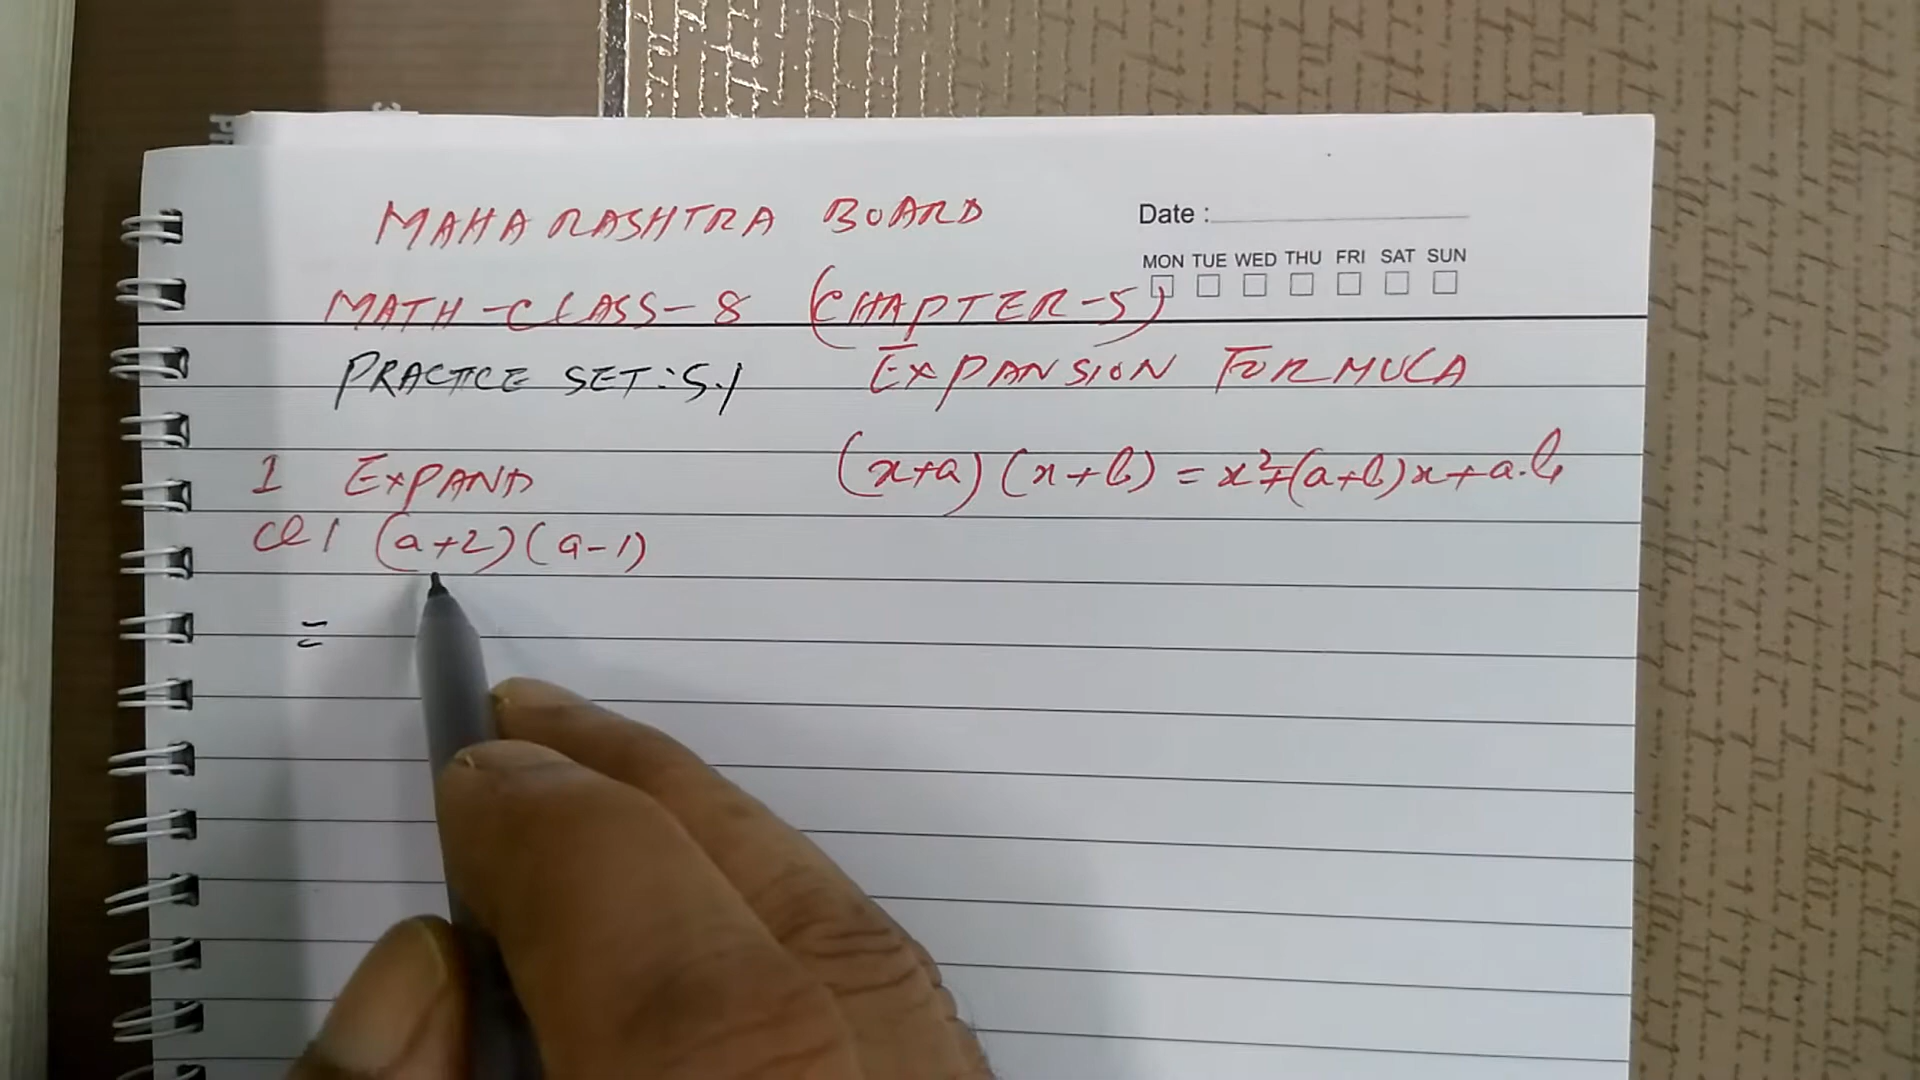 MAHARASHTRA BOARD
Date :
MON TUE WED THU FRI SAT SUN
MATH-CLASS-8 (CHAPTER-5)
PRACTICE SET:5.1 EXPANSION FORMULA
1 EXPAND (x+a)(x+b)=x²+(a+b)x+a.b
Q1 (a+2)(a-1)
=